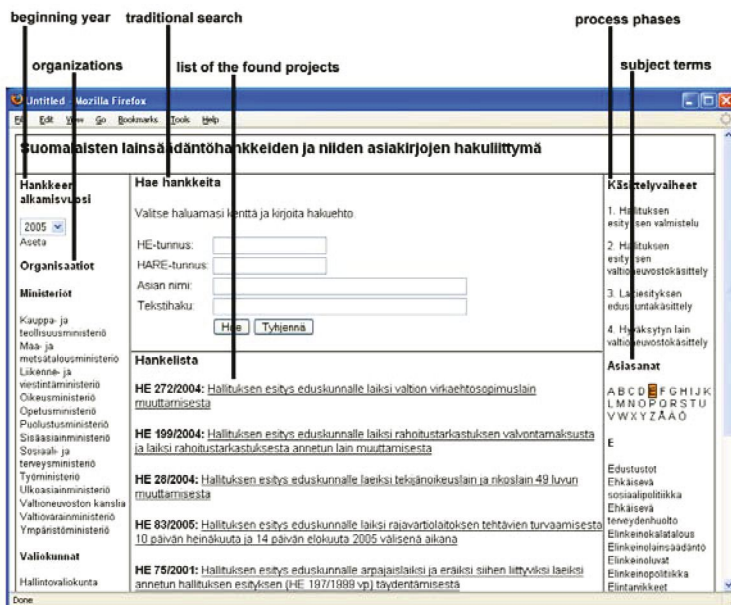 beginning year traditional search process phases
organizations list of the found projects subject terms
Untitled - Mozilla Firefox
File Edit View Go Bookmarks Tools Help
Suomalaisten lainsäädäntöhankkeiden ja niiden asiakirjojen hakuliittymä
Hankkeen
alkamisvuosi
2005
Aseta
Organisaatiot
Ministeriöt
Kauppa- ja
teollisuusministeriö
Maa- ja
metsätalousministeriö
Liikenne- ja
viestintäministeriö
Oikeusministeriö
Opetusministeriö
Puolustusministeriö
Sisäasiainministeriö
Sosiaali- ja
terveysministeriö
Työministeriö
Ulkoasiainministeriö
Valtioneuvoston kanslia
Valtiovarainministeriö
Ympäristöministeriö
Valiokunnat
Hallintovaliokunta
Hae hankkeita
Valitse haluamasi kenttä ja kirjoita hakuehto
HE-tunnus:
HARE-tunnus:
Asian nimi:
Tekstihaku:
Hae Tyhjennä
Hankelista
HE 272/2004: Hallituksen esitys eduskunnalle laiksi valtion virkaehtosopimuslain
muuttamisesta
HE 199/2004: Hallituksen esitys eduskunnalle laiksi rahoitustarkastuksen valvontamaksusta
ja laiksi rahoitustarkastuksesta annetun lain muuttamisesta
HE 28/2004: Hallituksen esitys eduskunnalle laeiksi tekijänoikeuslain ja rikoslain 49 luvun
muuttamisesta
HE 83/2005: Hallituksen esitys eduskunnalle laiksi rajavartiolaitoksen tehtävien turvaamisesta
10 päivän heinäkuuta ja 14 päivän elokuuta 2005 välisenä aikana
HE 75/2001: Hallituksen esitys eduskunnalle arpajaislaiksi ja eräiksi siihen liittyviksi laeiksi
annetun hallituksen esityksen (HE 197/1999 vp) täydentämisestä
Käsittelyvaiheet
1. Hallituksen
esityksen valmistelu
2. Hallituksen
esityksen
valtioneuvostokäsittely
3. Lakiesityksen
eduskuntakäsittely
4. Hyväksytyn lain
valtioneuvostokäsittely
Asiasanat
A B C D E F G H I J K
L M N O P Q R S T U
V W X Y Z Å Ä Ö
E
Edustustot
Ehkäisevä
sosiaalipolitiikka
Ehkäisevä
terveydenhuolto
Elinkeinokalatalous
Elinkeinolainsäädäntö
Elinkeinoluvat
Elinkeinopolitiikka
Elintarvikkeet
Done